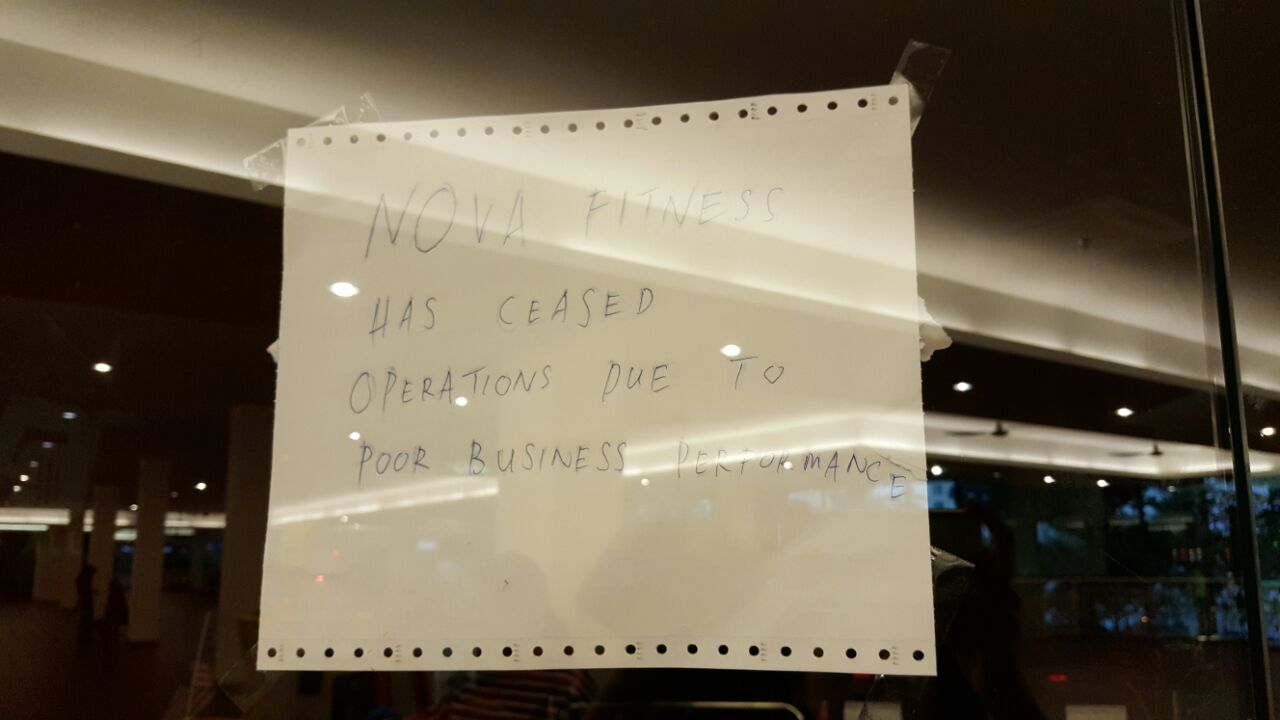 NOVA FITNESS
HAS CEASED
OPERATIONS DUE TO
POOR BUSINESS PERFORMANCE